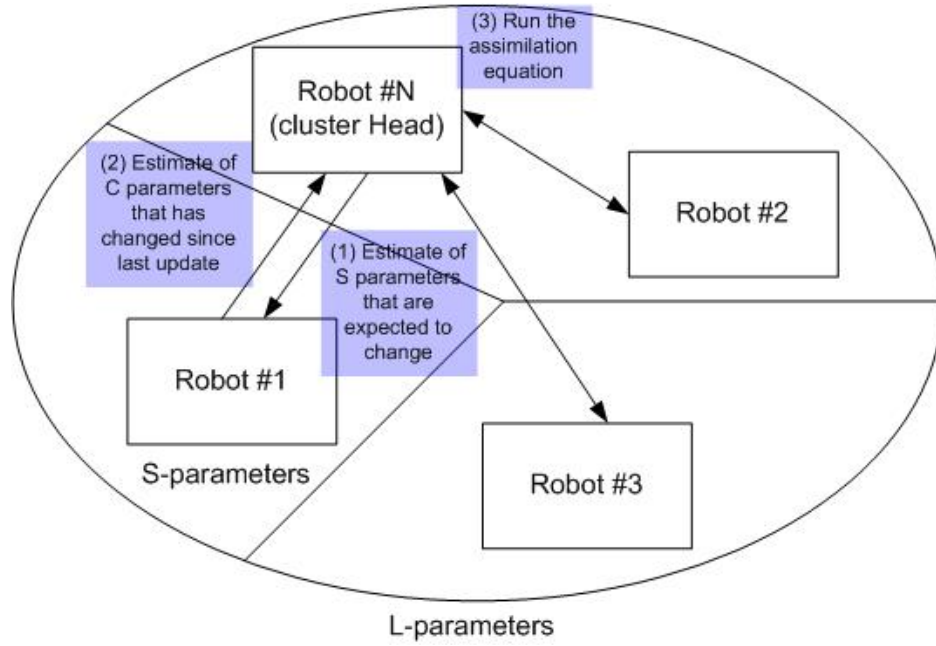 (3) Run the
assimilation
equation
Robot #N
(cluster Head)
(2) Estimate of
C parameters
that has
changed since
last update
Robot #2
(1) Estimate of
S parameters
that are
expected to
change
Robot #1
S-parameters
Robot #3
L-parameters